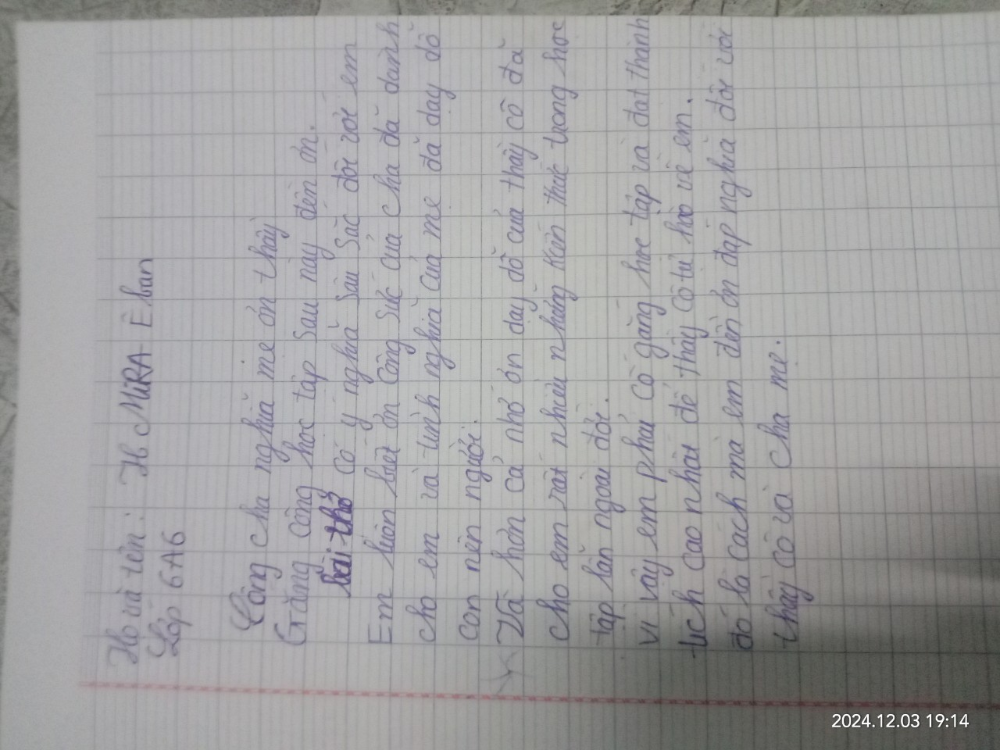 Họ và tên: H MiRA Ê ban
Lớp 6A6
Công cha nghĩa mẹ ơn thầy
Gắng công học tập sau này đền ơn.
bài thơ có ý nghĩa sâu sắc đối với em
Em luôn biết ơn công sức của cha đã dành
cho em và tình nghĩa của mẹ đã dạy dỗ
con nên người.
Và hơn cả nhớ ơn dạy dỗ của thầy cô đã
cho em rất nhiều những kiến thức trong học
tập lẫn ngoài đời.
vì vậy em phải cố gắng học tập và đạt thành
tích cao nhất để thầy cô tự hào về em.
đó là cách mà em đền ơn đáp nghĩa đối với
thầy cô và cha mẹ.
2024.12.03 19:14